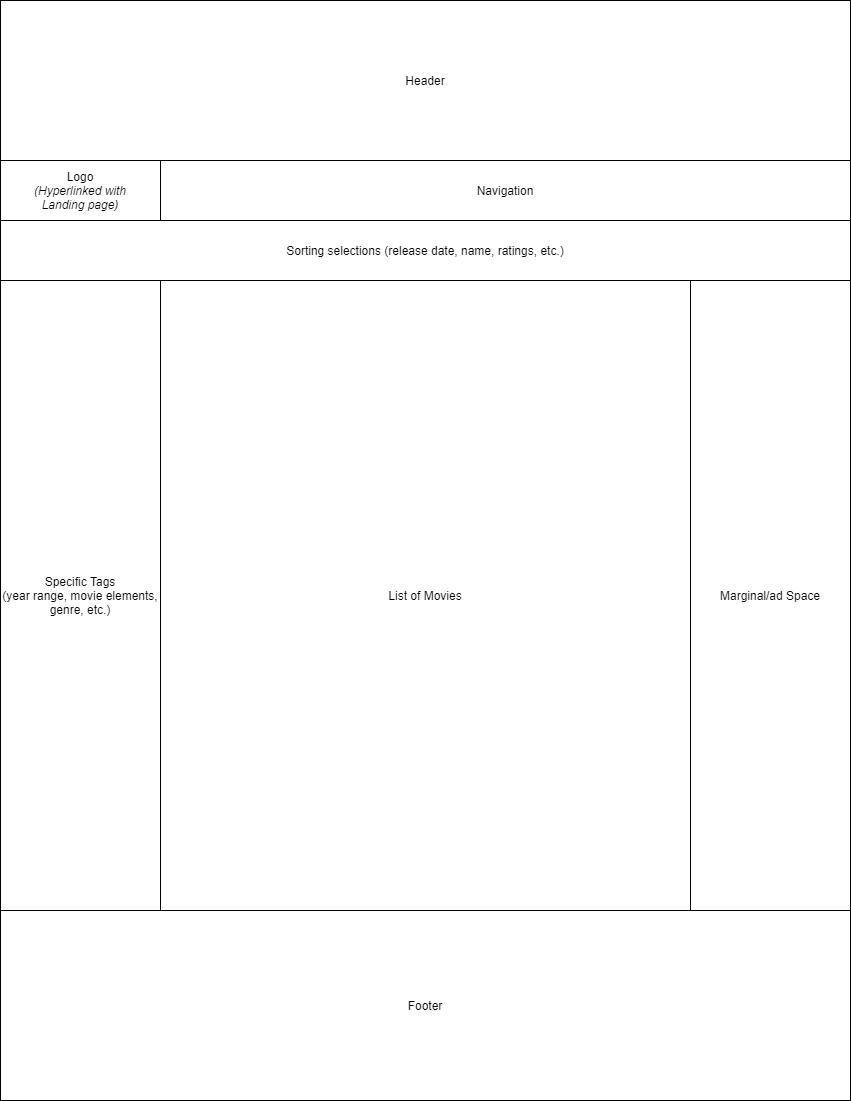 Header
Logo
(Hyperlinked with
Landing page)
Navigation
Sorting selections (release date, name, ratings, etc.)
Specific Tags
(year range, movie elements,
genre, etc.)
List of Movies
Marginal/ad Space
Footer